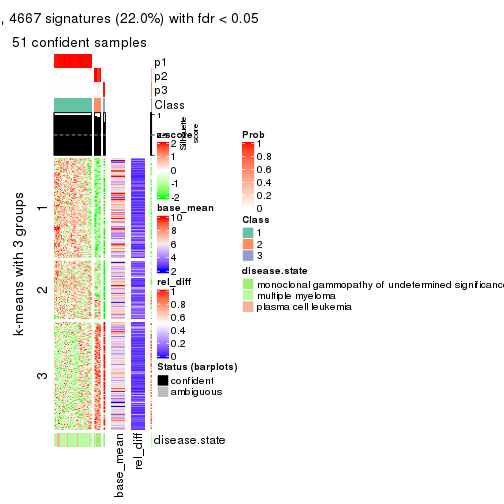 , 4667 signatures (22.0%) with fdr < 0.05
51 confident samples
p1
p2
p3
Class
1
Silhouette
score
k-means with 3 groups
1
2
3
z-score
2
1
0
-1
-2
base_mean
10
8
6
4
2
rel_diff
1
0.8
0.6
0.4
0.2
0
Status (barplots)
confident
ambiguous
Prob
1
0.8
0.6
0.4
0.2
0
Class
1
2
3
disease.state
monoclonal gammopathy of undetermined significance
multiple myeloma
plasma cell leukemia
disease.state
base_mean
rel_diff